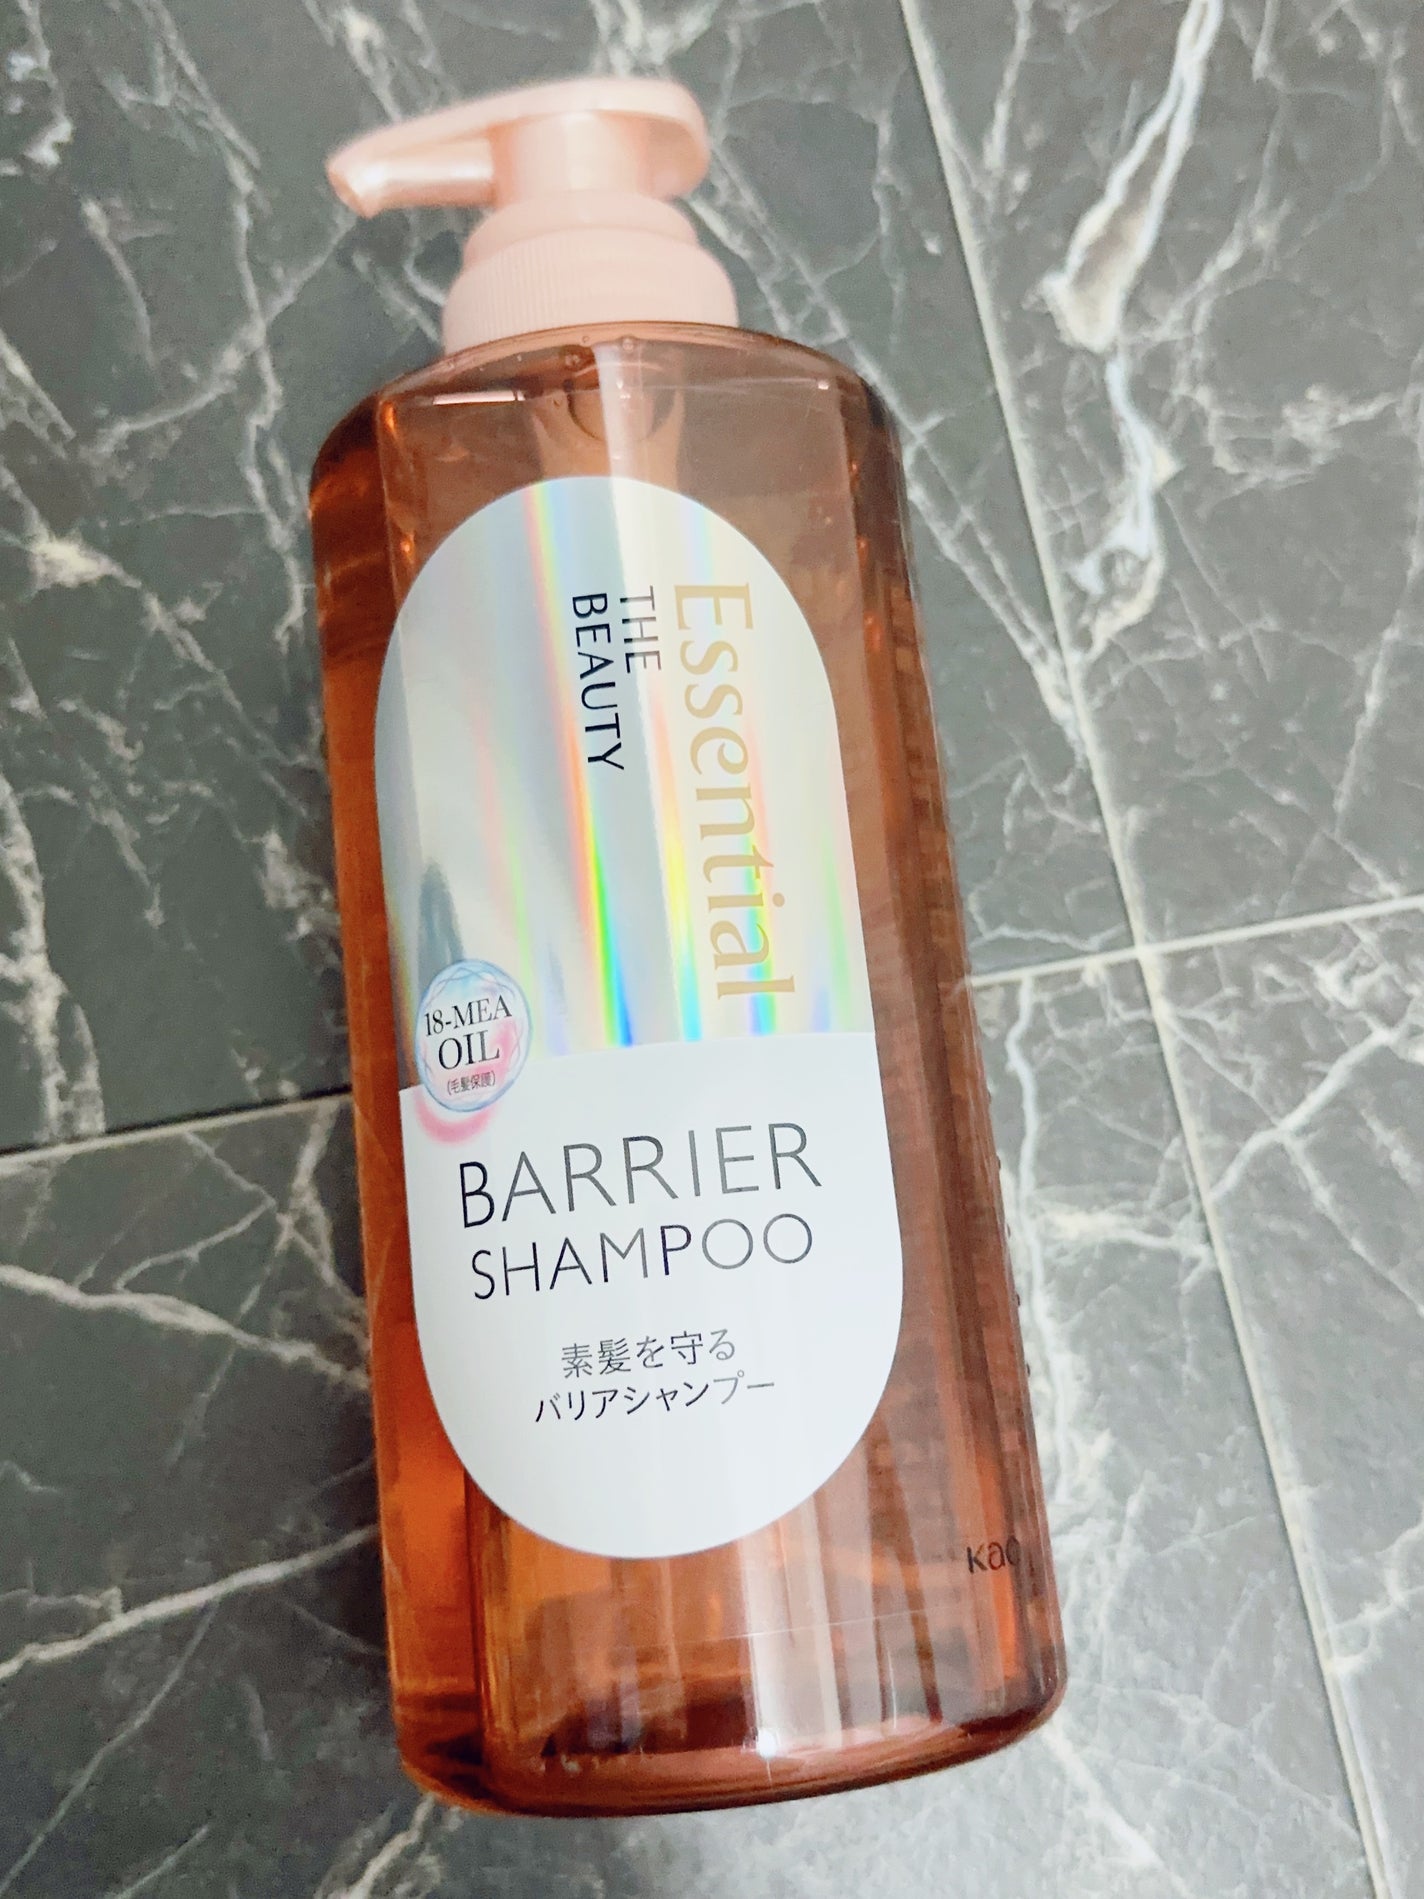 Essential
THE
BEAUTY
18-MEA
OIL
(毛髪保護)
BARRIER
SHAMPOO
素髪を守る
バリアシャンプー
Kao